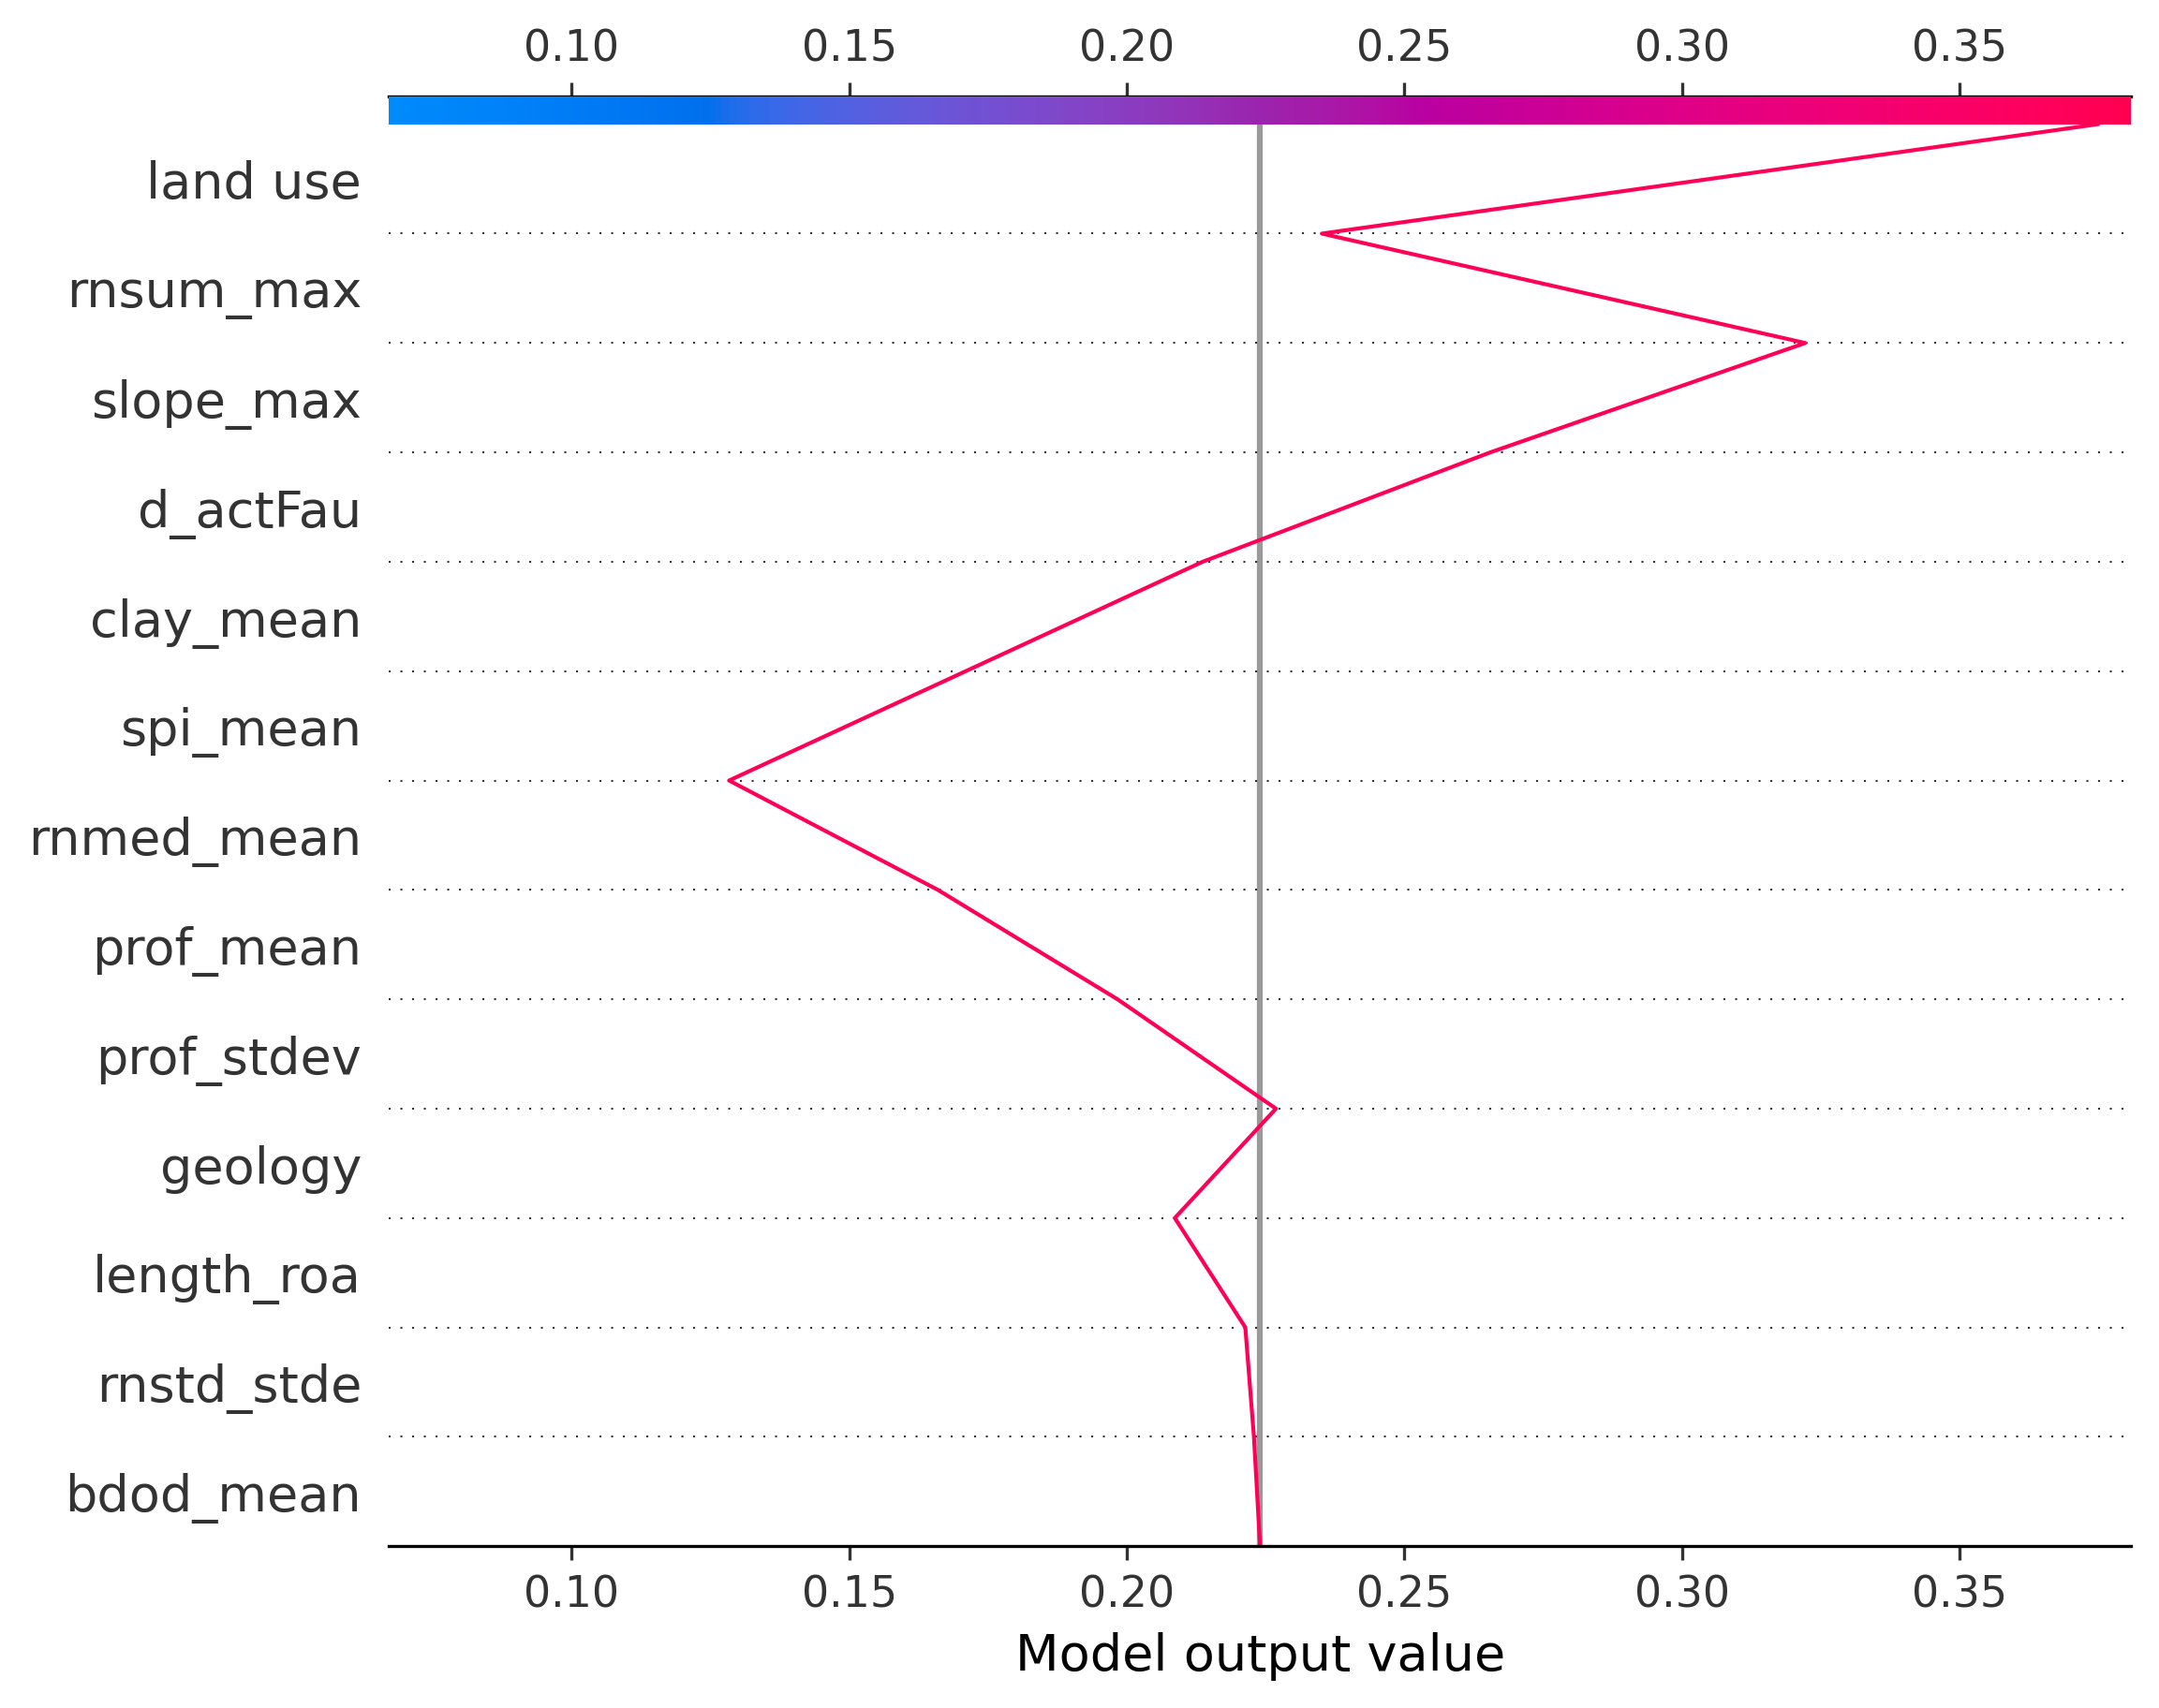 0.10 0.15 0.20 0.25 0.30 0.35
land use
rnsum_max
slope_max
d_actFau
clay_mean
spi_mean
rnmed_mean
prof_mean
prof_stdev
geology
length_roa
rnstd_stde
bdod_mean
0.10 0.15 0.20 0.25 0.30 0.35
Model output value